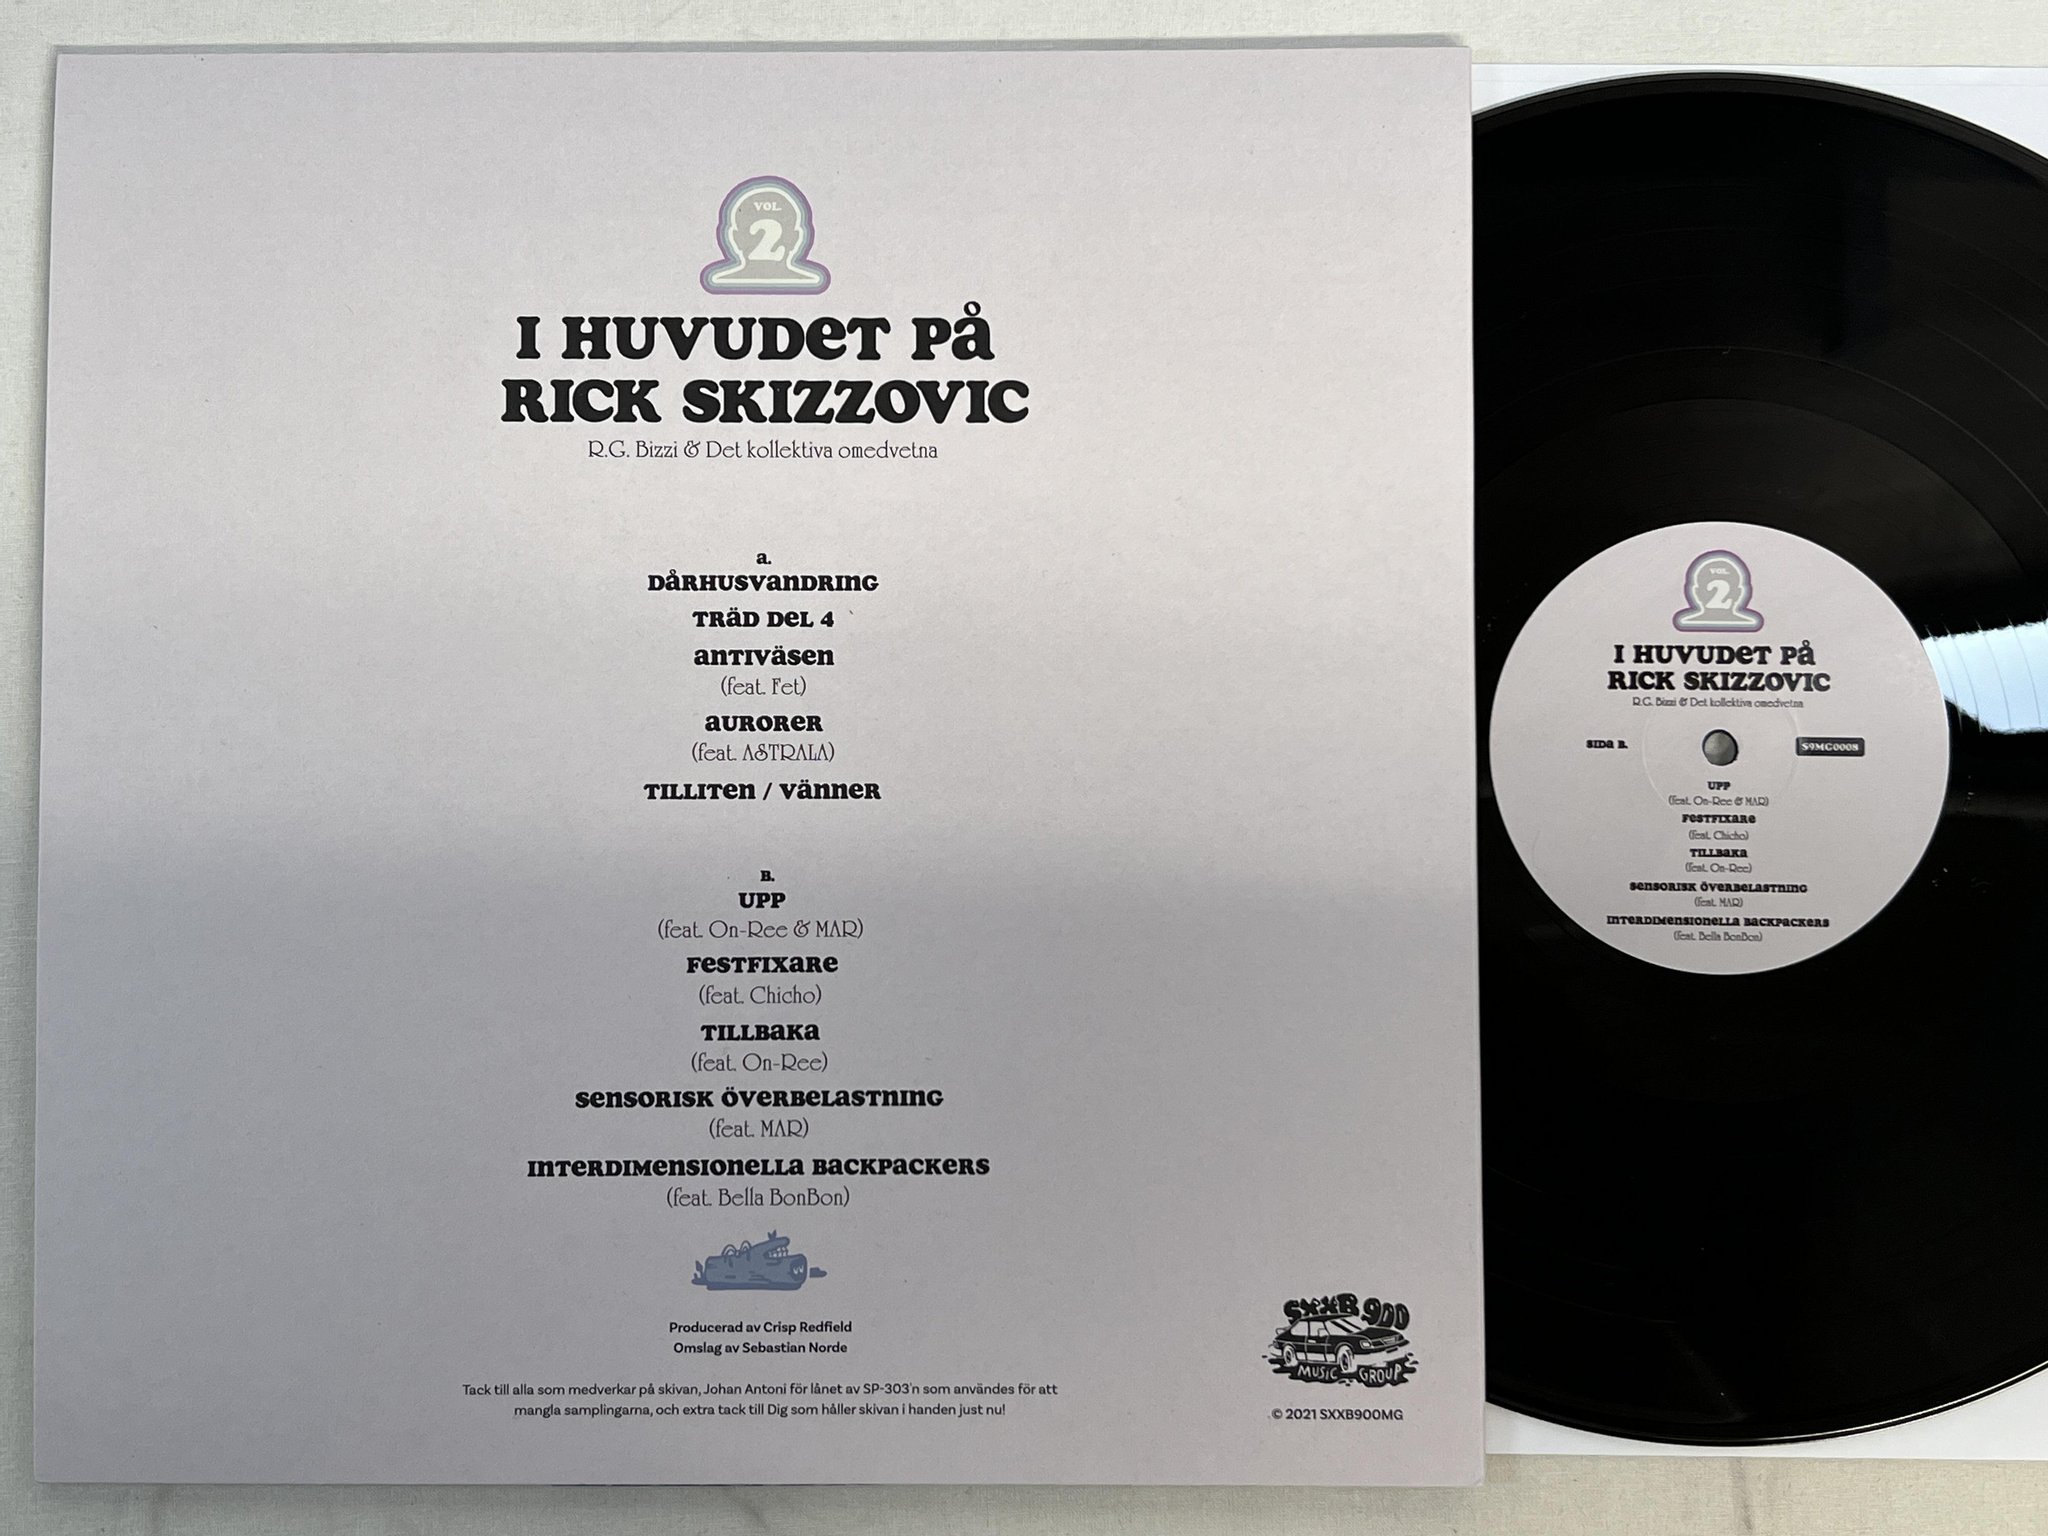 VOL.
2
I HUVUDET PÅ
RICK SKIZZOVIC
R.G. Bizzi & Det kollektiva omedvetna
A.
DÅRHUSVANDRING
TRÄD DEL 4
ANTIVÄSEN
(feat. Fet)
AURORER
(feat. ASTRALA)
TILLITEN / VÄNNER
B.
UPP
(feat. On-Ree & MAR)
FESTFIXARE
(feat. Chicho)
TILLBAKA
(feat. On-Ree)
SENSORISK ÖVERBELASTNING
(feat. MAR)
INTERDIMENSIONELLA BACKPACKERS
(feat. Bella BonBon)
Producerad av Crisp Redfield
Omslag av Sebastian Norde
Tack till alla som medverkar på skivan, Johan Antoni för lånet av SP-303'n som användes för att
mangla samplingarna, och extra tack till Dig som håller skivan i handen just nu!
SXXB 900
MUSIC GROUP
© 2021 SXXB900MG
VOL.
2
I HUVUDET PÅ
RICK SKIZZOVIC
R.G. Bizzi & Det kollektiva omedvetna
SIDA B.
S9MG0008
UPP
(feat. On-Ree & MAR)
FESTFIXARE
(feat. Chicho)
TILLBAKA
(feat. On-Ree)
SENSORISK ÖVERBELASTNING
(feat. MAR)
INTERDIMENSIONELLA BACKPACKERS
(feat. Bella BonBon)